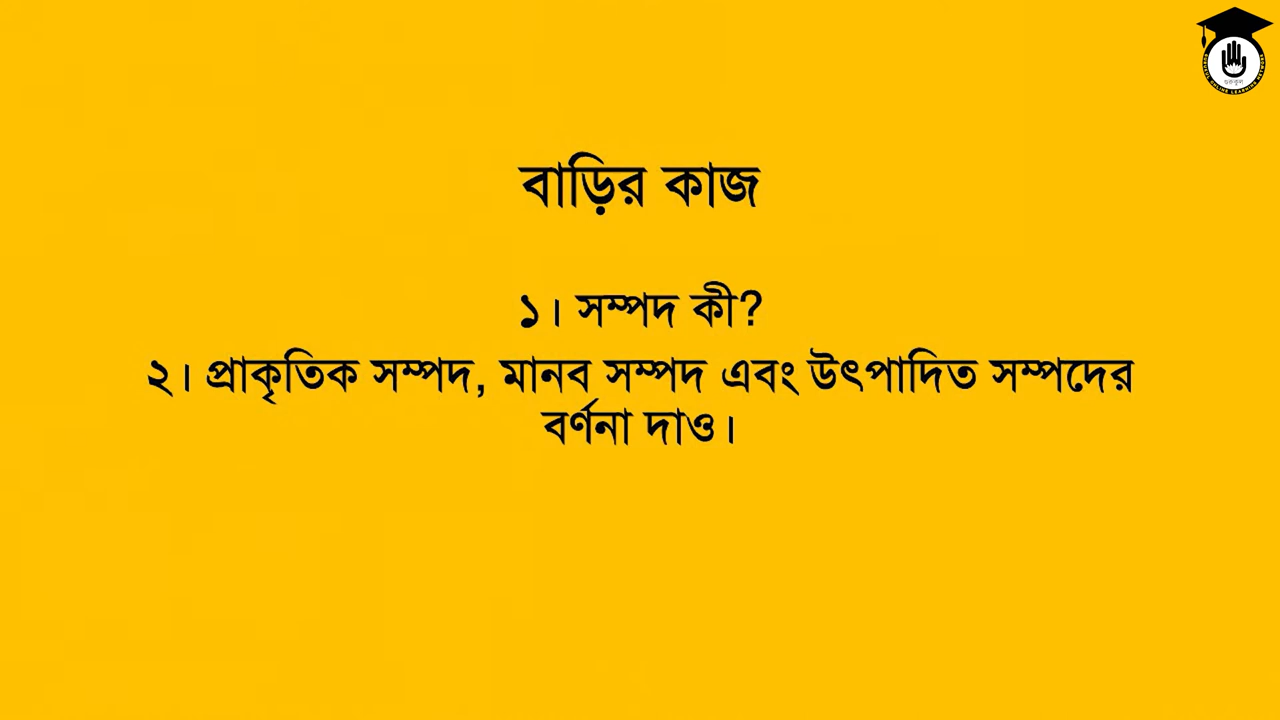 বাড়ির কাজ
১। সম্পদ কী?
২। প্রাকৃতিক সম্পদ, মানব সম্পদ এবং উৎপাদিত সম্পদের
বর্ণনা দাও।
গুরুকুল